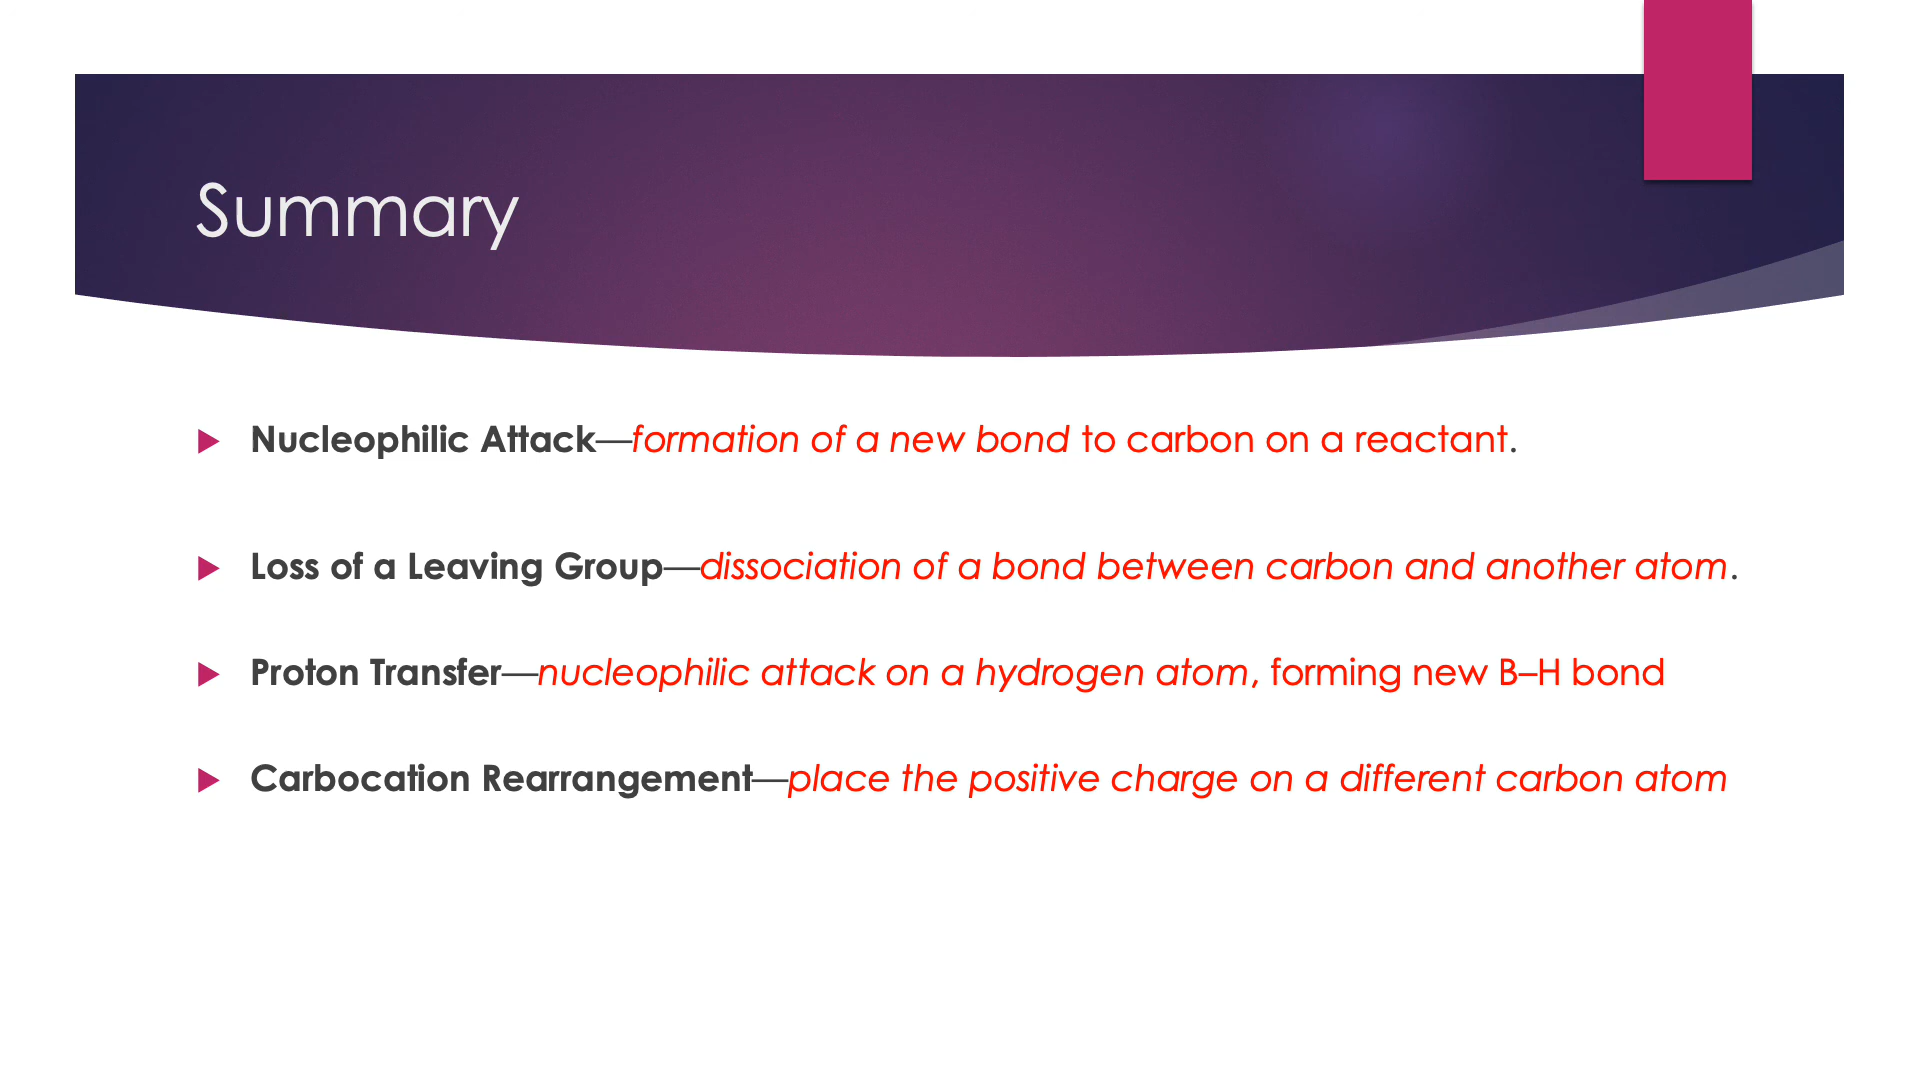 Summary
Nucleophilic Attack—formation of a new bond to carbon on a reactant.
Loss of a Leaving Group—dissociation of a bond between carbon and another atom.
Proton Transfer—nucleophilic attack on a hydrogen atom, forming new B–H bond
Carbocation Rearrangement—place the positive charge on a different carbon atom